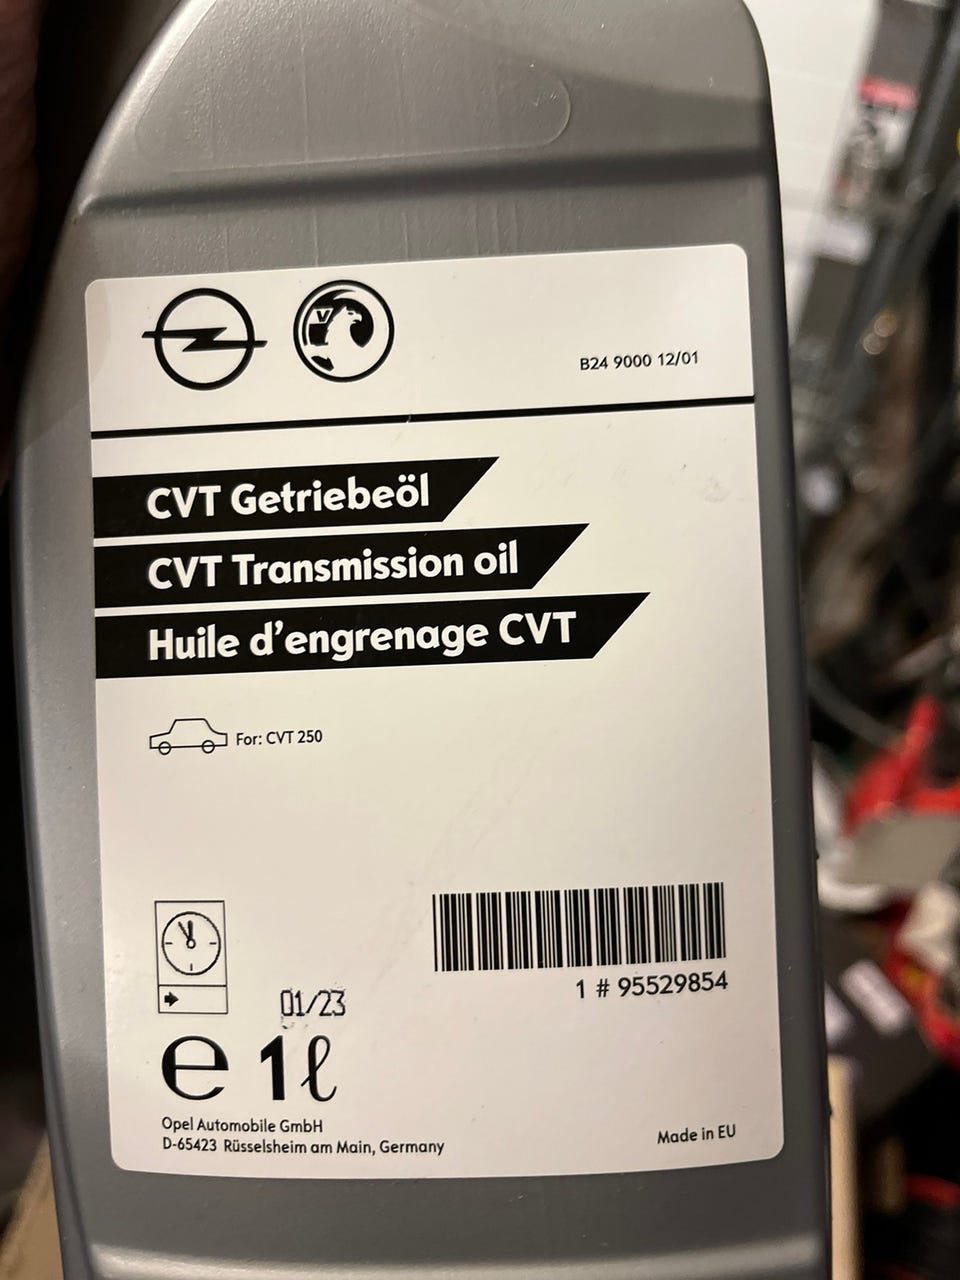 V
B24 9000 12/01
CVT Getriebeöl
CVT Transmission oil
Huile d'engrenage CVT
For: CVT 250
1 # 95529854
01/23
e 1 ℓ
Opel Automobile GmbH
D-65423 Rüsselsheim am Main, Germany
Made in EU